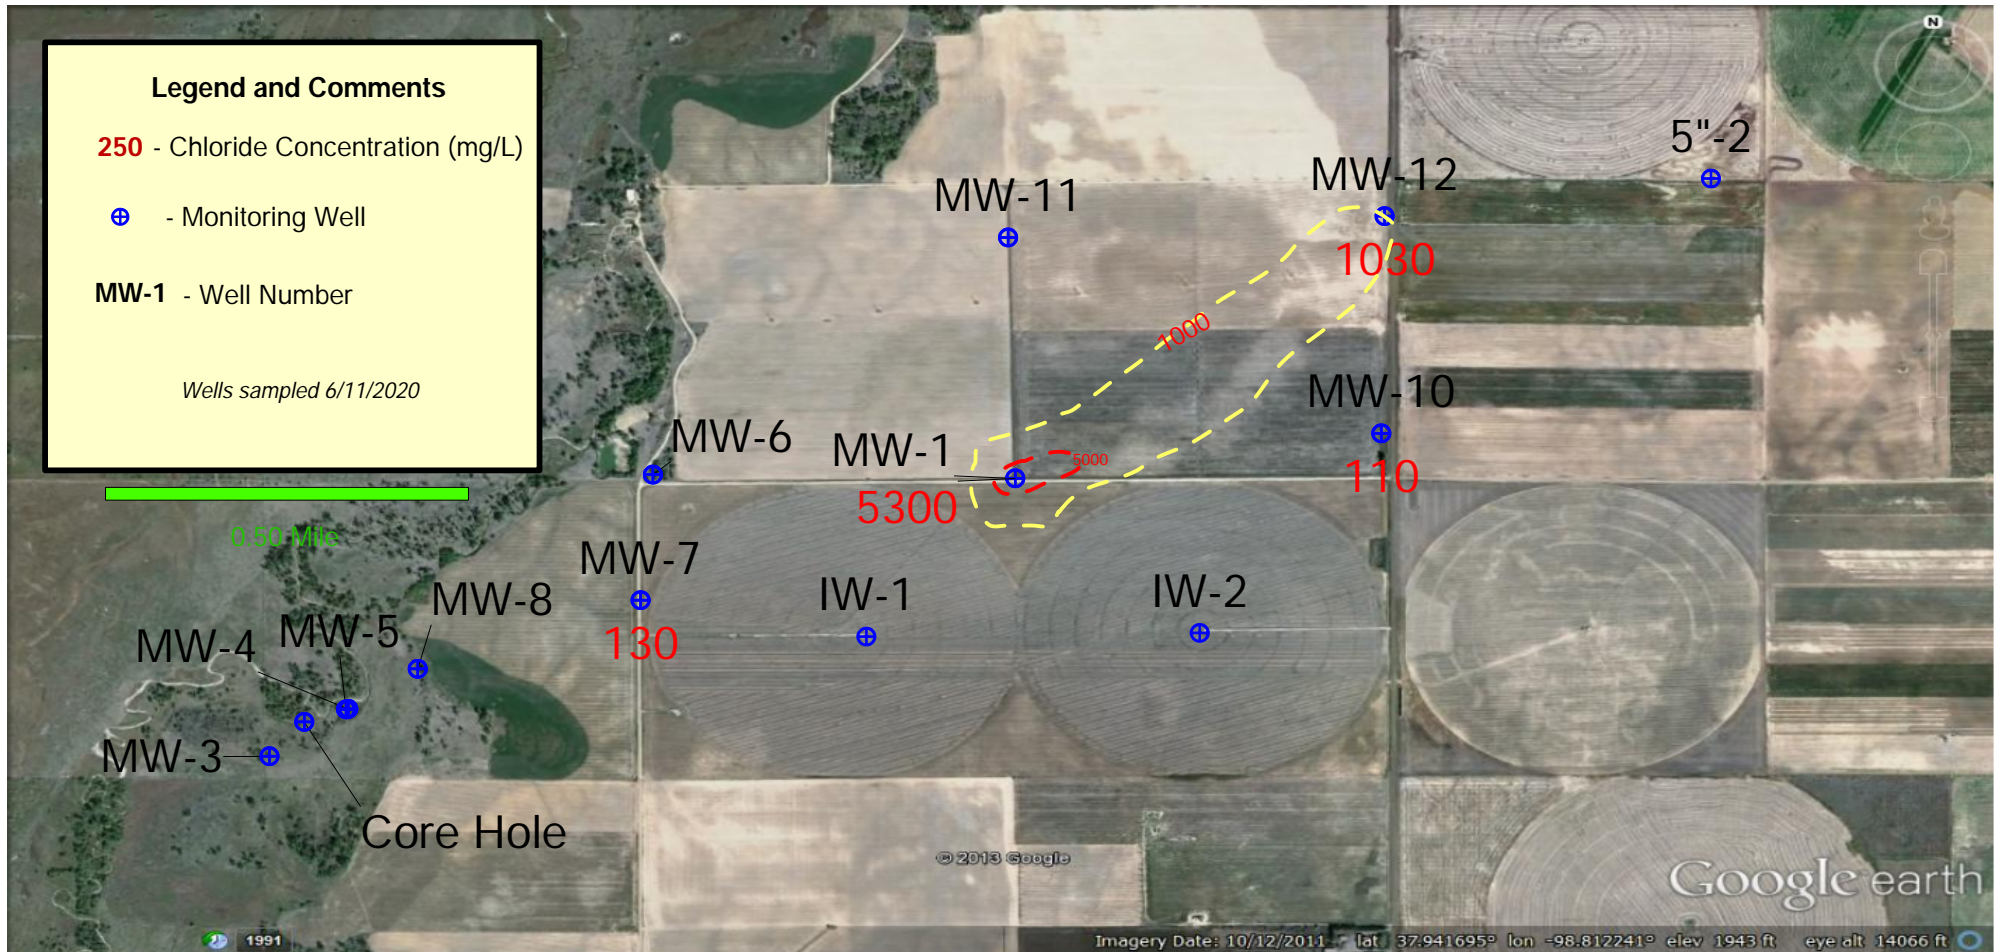 Legend and Comments
250 - Chloride Concentration (mg/L)
- Monitoring Well
MW-1 - Well Number
Wells sampled 6/11/2020
0.50 Mile
N
5"-2
MW-12
1030
MW-11
1000
MW-10
110
MW-6
MW-1
5300
5000
MW-7
130
MW-8
IW-1
IW-2
MW-5
MW-4
MW-3
Core Hole
© 2013 Google
Google earth
1991
Imagery Date: 10/12/2011 lat 37.941695° lon -98.812241° elev 1943 ft eye alt 14066 ft